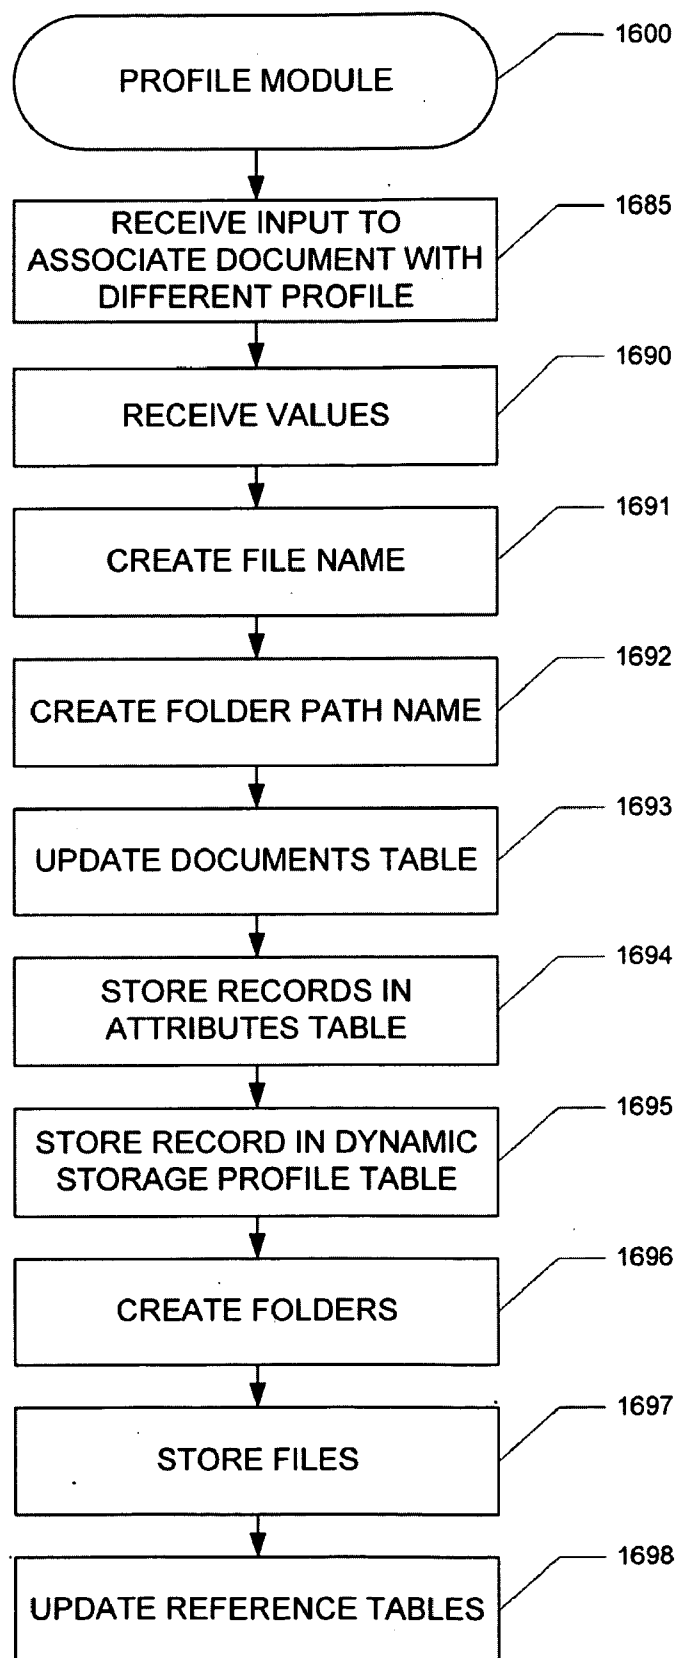 1600
PROFILE MODULE
1685
RECEIVE INPUT TO
ASSOCIATE DOCUMENT WITH
DIFFERENT PROFILE
1690
RECEIVE VALUES
1691
CREATE FILE NAME
1692
CREATE FOLDER PATH NAME
1693
UPDATE DOCUMENTS TABLE
1694
STORE RECORDS IN
ATTRIBUTES TABLE
1695
STORE RECORD IN DYNAMIC
STORAGE PROFILE TABLE
1696
CREATE FOLDERS
1697
STORE FILES
1698
UPDATE REFERENCE TABLES